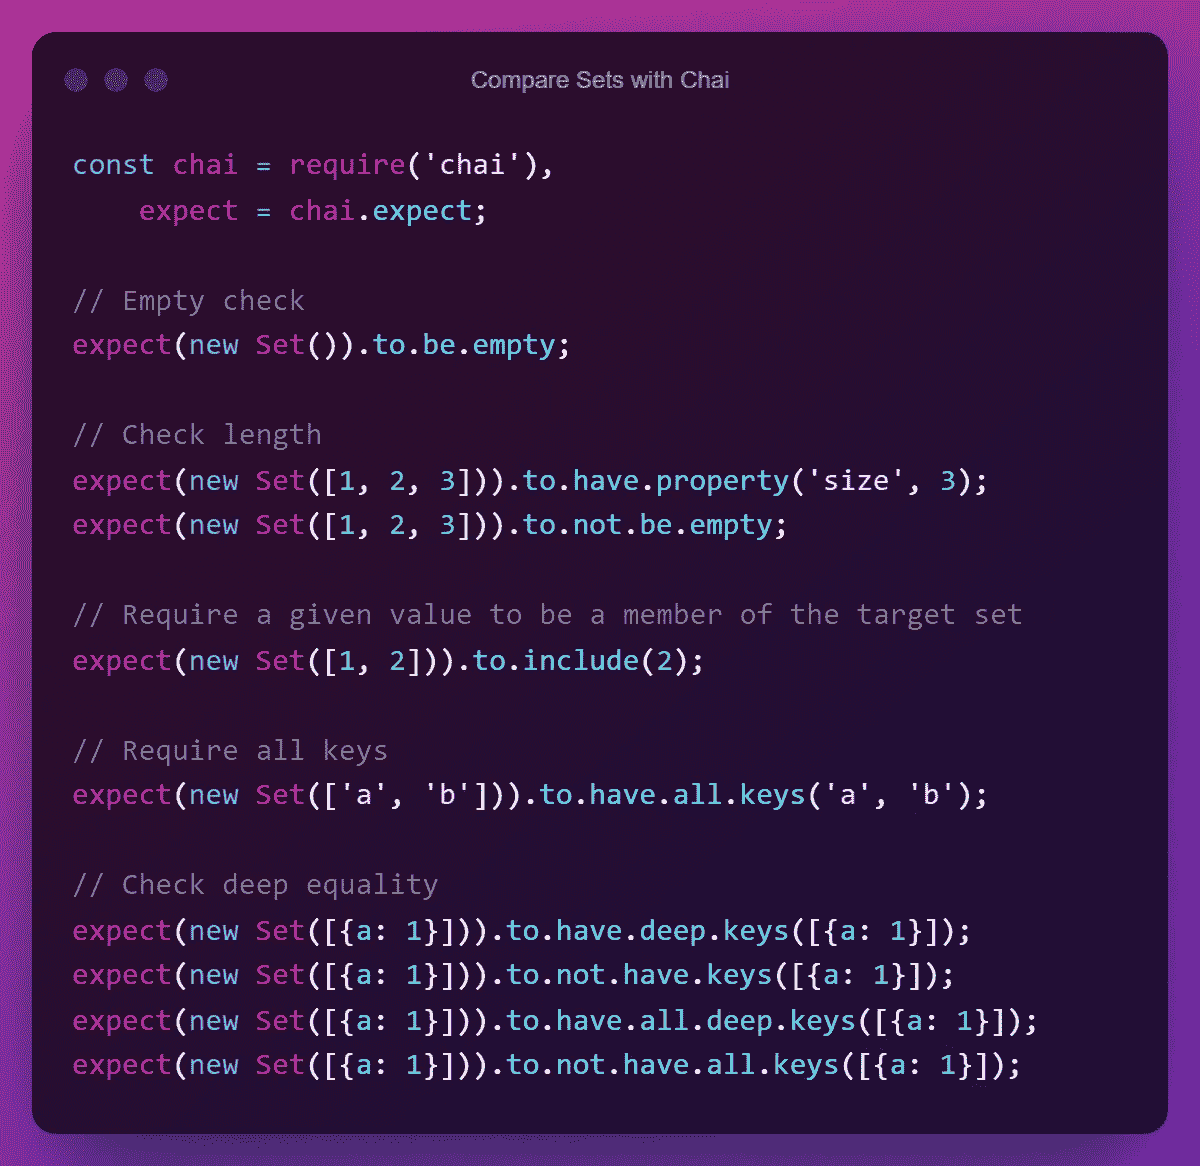 Compare Sets with Chai
const chai = require('chai'),
    expect = chai.expect;
// Empty check
expect(new Set()).to.be.empty;
// Check length
expect(new Set([1, 2, 3])).to.have.property('size', 3);
expect(new Set([1, 2, 3])).to.not.be.empty;
// Require a given value to be a member of the target set
expect(new Set([1, 2])).to.include(2);
// Require all keys
expect(new Set(['a', 'b'])).to.have.all.keys('a', 'b');
// Check deep equality
expect(new Set([{a: 1}])).to.have.deep.keys([{a: 1}]);
expect(new Set([{a: 1}])).to.not.have.keys([{a: 1}]);
expect(new Set([{a: 1}])).to.have.all.deep.keys([{a: 1}]);
expect(new Set([{a: 1}])).to.not.have.all.keys([{a: 1}]);